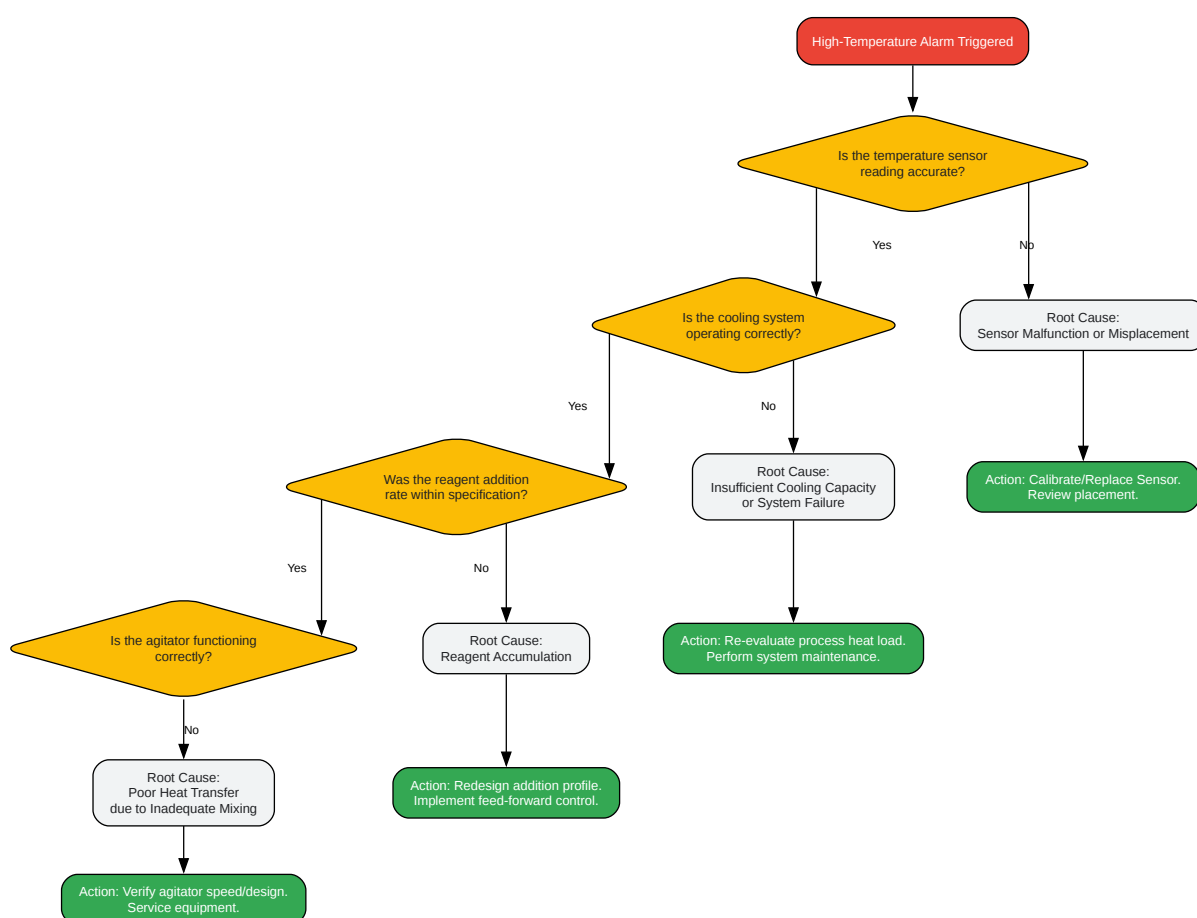 High-Temperature Alarm Triggered
Is the temperature sensor
reading accurate?
Yes
No
Is the cooling system
operating correctly?
Root Cause:
Sensor Malfunction or Misplacement
Yes
No
Was the reagent addition
rate within specification?
Root Cause:
Insufficient Cooling Capacity
or System Failure
Action: Calibrate/Replace Sensor.
Review placement.
Yes
No
Is the agitator functioning
correctly?
Root Cause:
Reagent Accumulation
Action: Re-evaluate process heat load.
Perform system maintenance.
No
Root Cause:
Poor Heat Transfer
due to Inadequate Mixing
Action: Redesign addition profile.
Implement feed-forward control.
Action: Verify agitator speed/design.
Service equipment.